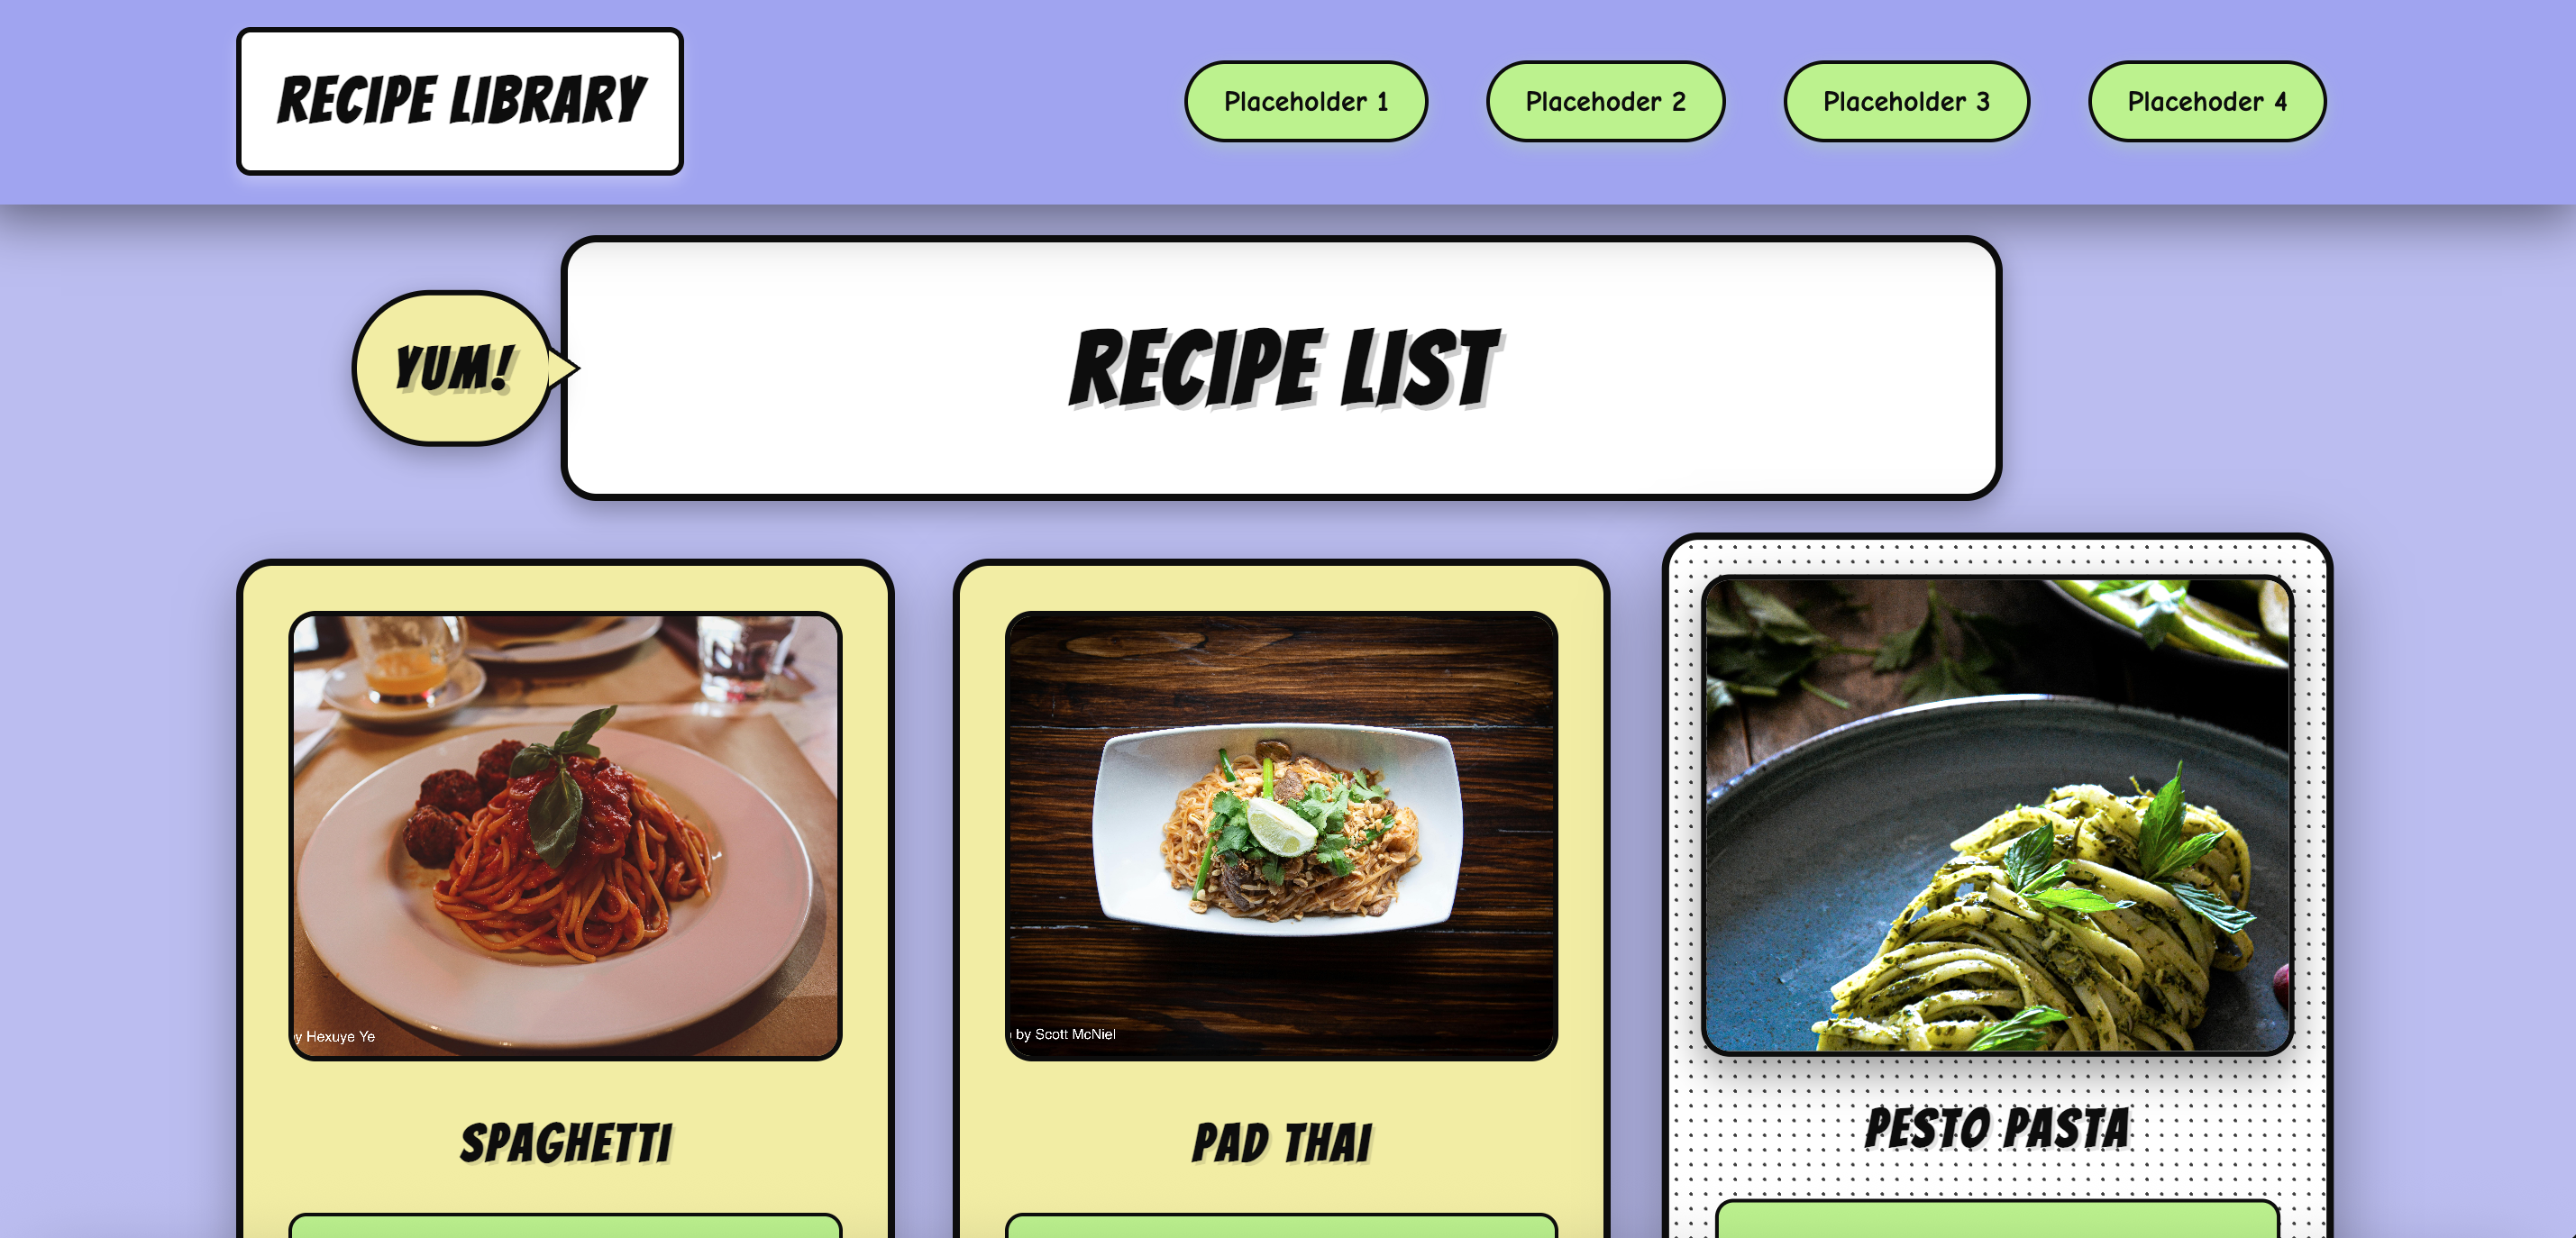 RECIPE LIBRARY
Placeholder 1
Placehoder 2
Placeholder 3
Placehoder 4
YUM!
RECIPE LIST
y Hexuye Ye
by Scott McNiel
SPAGHETTI
PAD THAI
PESTO PASTA